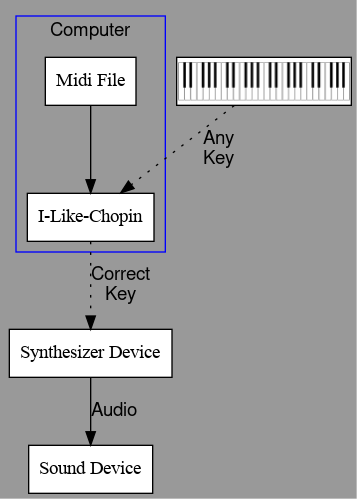 Computer
Midi File
Any
Key
I-Like-Chopin
Correct
Key
Synthesizer Device
Audio
Sound Device